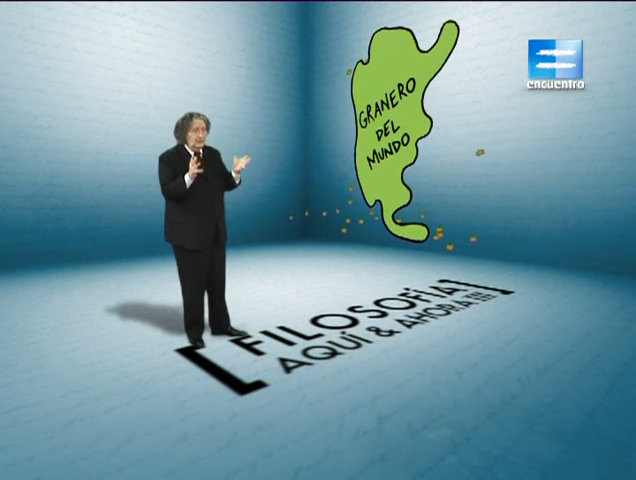 encuentro
GRANERO
DEL
MUNDO
[FILOSOFÍA
AQUÍ & AHORA !!!]